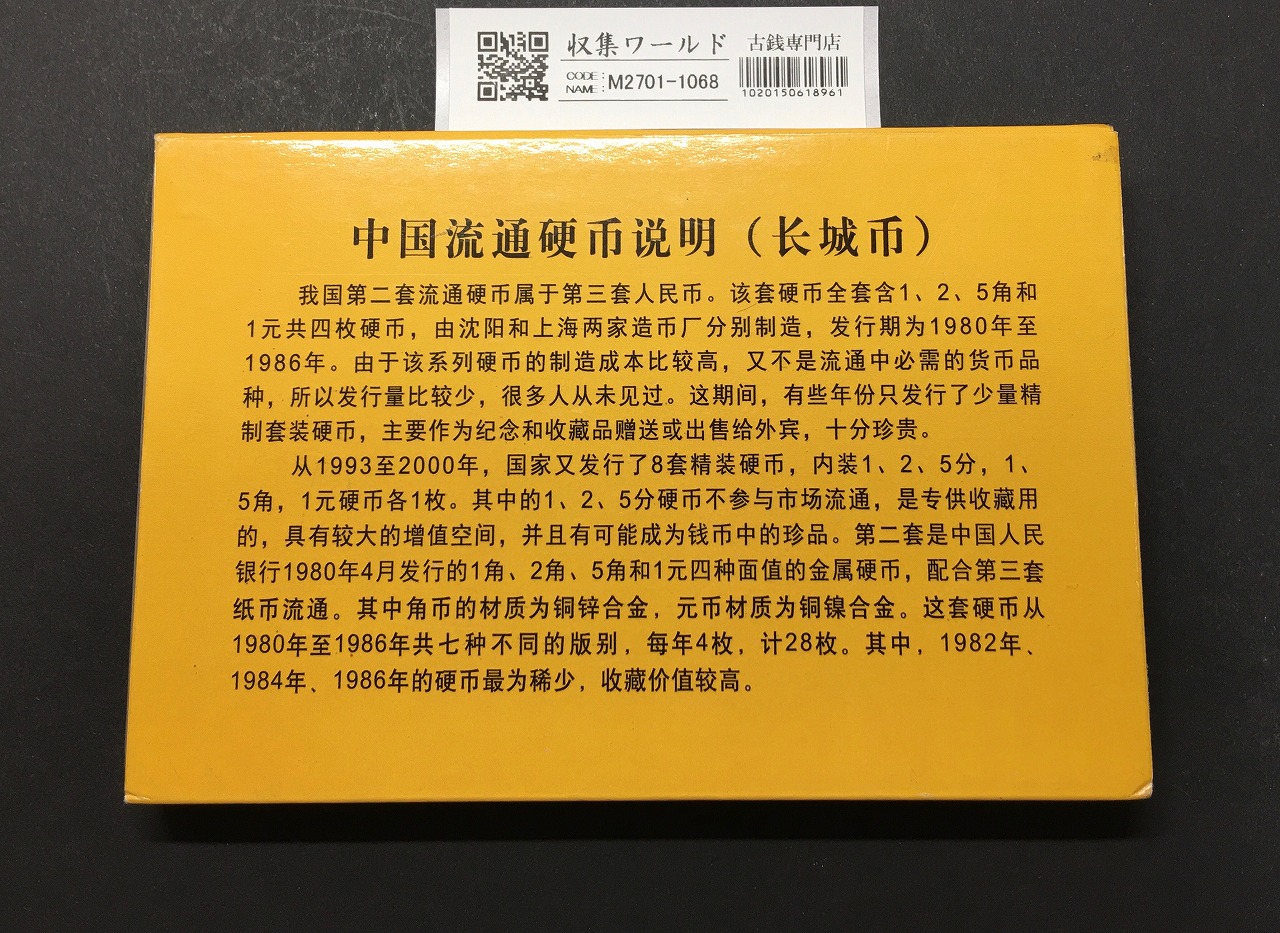 収集ワールド 古銭専門店
CODE:
NAME: M2701-1068
1020150618961
中国流通硬币说明（长城币）
我国第二套流通硬币属于第三套人民币。该套硬币全套含1、2、5角和
1元共四枚硬币，由沈阳和上海两家造币厂分别制造，发行期为1980年至
1986年。由于该系列硬币的制造成本比较高，又不是流通中必需的货币品
种，所以发行量比较少，很多人从未见过。这期间，有些年份只发行了少量精
制套装硬币，主要作为纪念和收藏品赠送或出售给外宾，十分珍贵。
从1993至2000年，国家又发行了8套精装硬币，内装1、2、5分，1、
5角，1元硬币各1枚。其中的1、2、5分硬币不参与市场流通，是专供收藏用
的，具有较大的增值空间，并且有可能成为钱币中的珍品。第二套是中国人民
银行1980年4月发行的1角、2角、5角和1元四种面值的金属硬币，配合第三套
纸币流通。其中角币的材质为铜锌合金，元币材质为铜镍合金。这套硬币从
1980年至1986年共七种不同的版别，每年4枚，计28枚。其中，1982年、
1984年、1986年的硬币最为稀少，收藏价值较高。